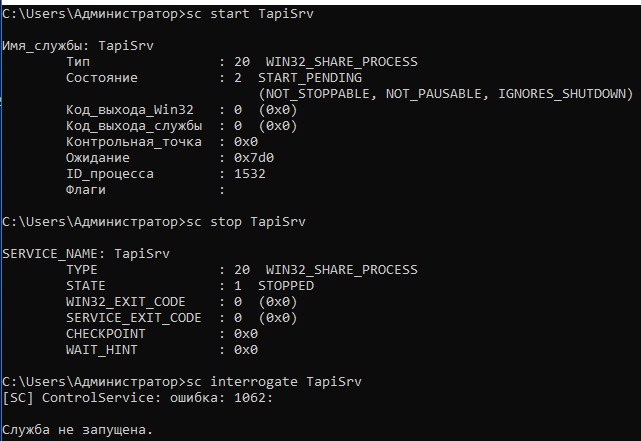 C:\Users\Администратор>sc start TapiSrv
Имя_службы: TapiSrv
Тип : 20 WIN32_SHARE_PROCESS
Состояние : 2 START_PENDING
(NOT_STOPPABLE, NOT_PAUSABLE, IGNORES_SHUTDOWN)
Код_выхода_Win32 : 0 (0x0)
Код_выхода_службы : 0 (0x0)
Контрольная_точка : 0x0
Ожидание : 0x7d0
ID_процесса : 1532
Флаги :
C:\Users\Администратор>sc stop TapiSrv
SERVICE_NAME: TapiSrv
TYPE : 20 WIN32_SHARE_PROCESS
STATE : 1 STOPPED
WIN32_EXIT_CODE : 0 (0x0)
SERVICE_EXIT_CODE : 0 (0x0)
CHECKPOINT : 0x0
WAIT_HINT : 0x0
C:\Users\Администратор>sc interrogate TapiSrv
[SC] ControlService: ошибка: 1062:
Служба не запущена.